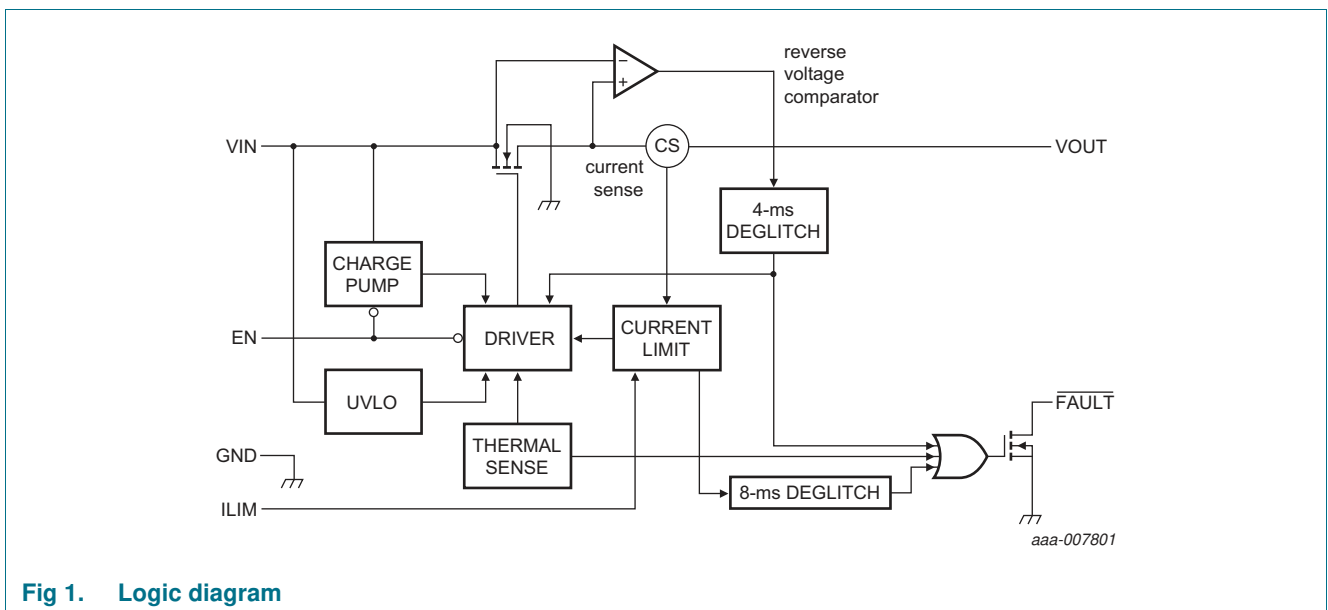 reverse
voltage
comparator
−
+
VIN
CS
VOUT
current
sense
4-ms
DEGLITCH
CHARGE
PUMP
EN
DRIVER
CURRENT
LIMIT
UVLO
FAULT
GND
THERMAL
SENSE
8-ms DEGLITCH
ILIM
aaa-007801
Fig 1. Logic diagram